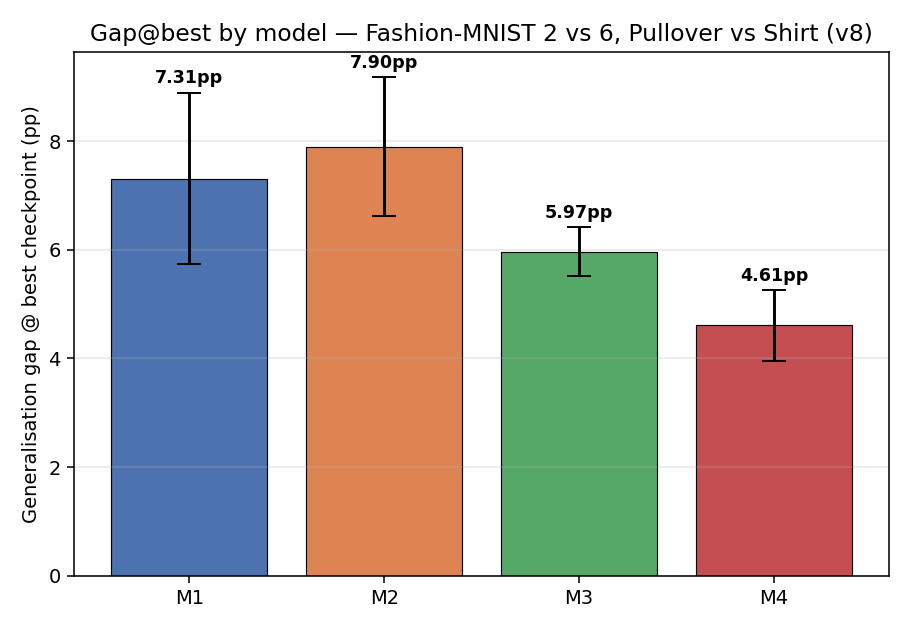 Gap@best by model — Fashion-MNIST 2 vs 6, Pullover vs Shirt (v8)
Generalisation gap @ best checkpoint (pp)
8
6
4
2
0
7.31pp
7.90pp
5.97pp
4.61pp
M1
M2
M3
M4